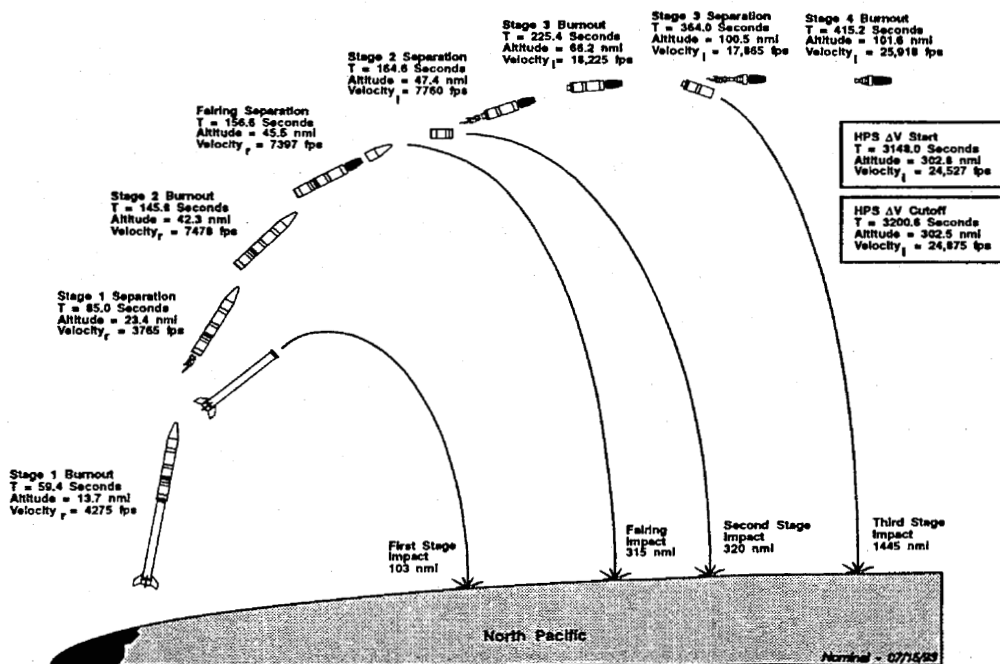 Stage 1 Burnout
T = 59.4 Seconds
Altitude = 13.7 nmi
Velocity r = 4275 fps
Stage 1 Separation
T = 85.0 Seconds
Altitude = 23.4 nmi
Velocity r = 3765 fps
Stage 2 Burnout
T = 145.8 Seconds
Altitude = 42.3 nmi
Velocity r = 7478 fps
Fairing Separation
T = 156.6 Seconds
Altitude = 45.5 nmi
Velocity r = 7397 fps
Stage 2 Separation
T = 164.6 Seconds
Altitude = 47.4 nmi
Velocity I = 7760 fps
Stage 3 Burnout
T = 225.4 Seconds
Altitude = 66.2 nmi
Velocity I = 18,225 fps
Stage 3 Separation
T = 364.0 Seconds
Altitude = 100.5 nmi
Velocity I = 17,865 fps
Stage 4 Burnout
T = 415.2 Seconds
Altitude = 101.6 nmi
Velocity I = 25,918 fps
HPS ΔV Start
T = 3148.0 Seconds
Altitude = 302.8 nmi
Velocity I = 24,527 fps
HPS ΔV Cutoff
T = 3200.6 Seconds
Altitude = 302.5 nmi
Velocity I = 24,875 fps
First Stage
Impact
103 nmi
Fairing
Impact
315 nmi
Second Stage
Impact
320 nmi
Third Stage
Impact
1445 nmi
North Pacific
Nominal - 07/15/93